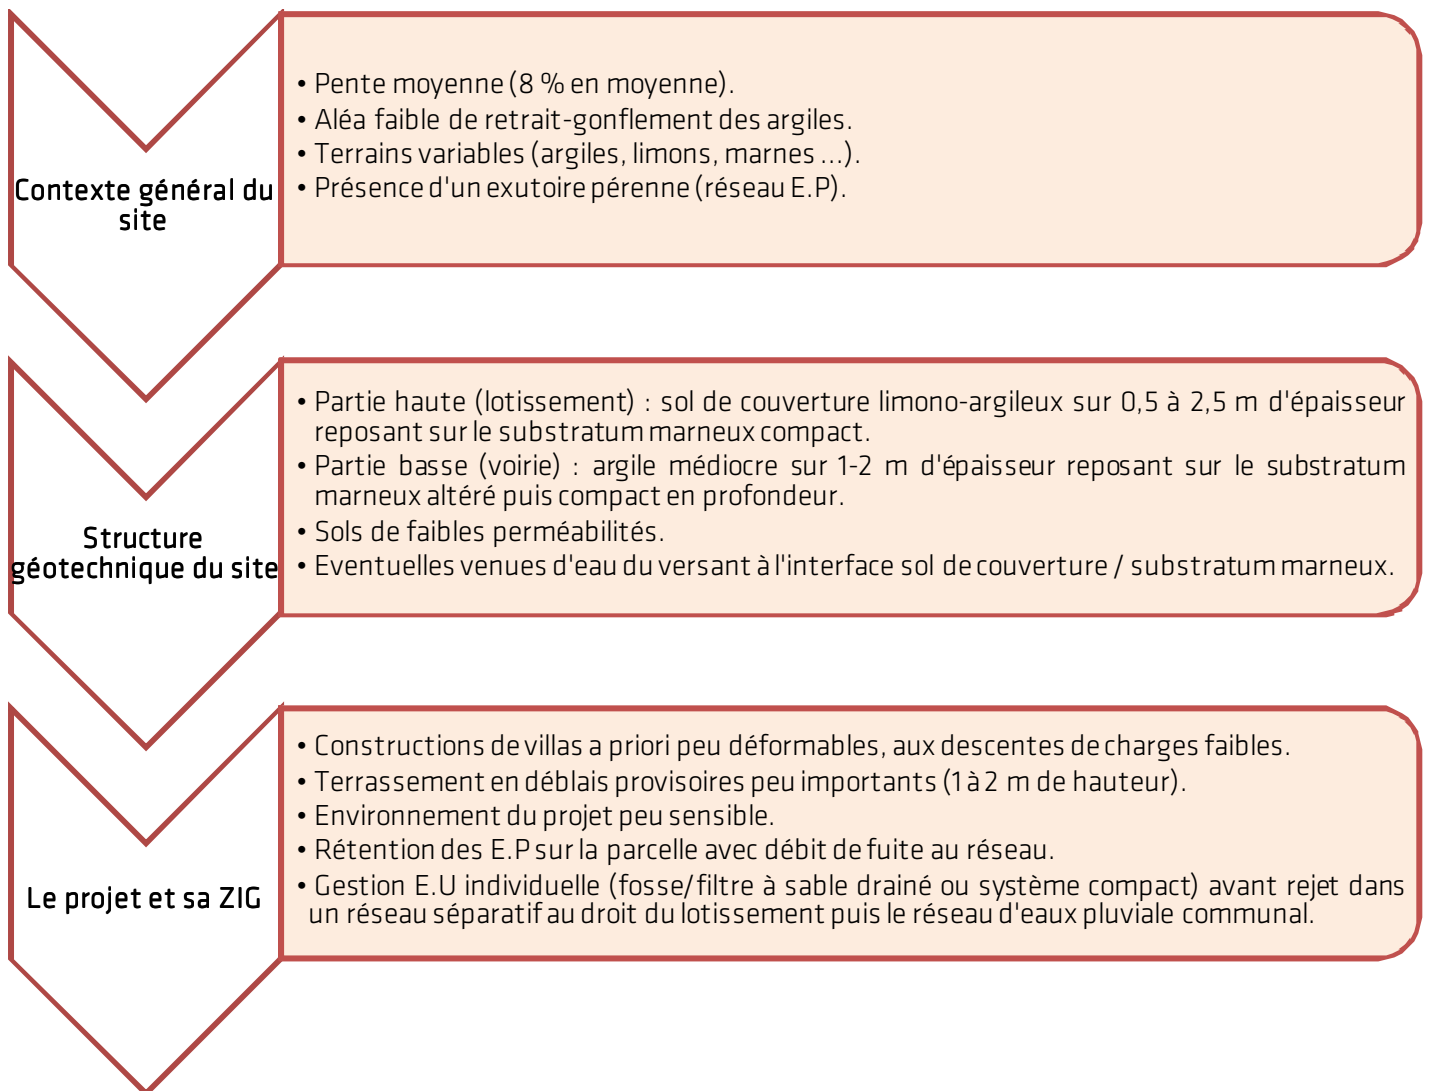 Contexte général du
site
• Pente moyenne (8 % en moyenne).
• Aléa faible de retrait-gonflement des argiles.
• Terrains variables (argiles, limons, marnes ...).
• Présence d'un exutoire pérenne (réseau E.P).
Structure
géotechnique du site
• Partie haute (lotissement) : sol de couverture limono-argileux sur 0,5 à 2,5 m d'épaisseur
reposant sur le substratum marneux compact.
• Partie basse (voirie) : argile médiocre sur 1-2 m d'épaisseur reposant sur le substratum
marneux altéré puis compact en profondeur.
• Sols de faibles perméabilités.
• Eventuelles venues d'eau du versant à l'interface sol de couverture / substratum marneux.
Le projet et sa ZIG
• Constructions de villas a priori peu déformables, aux descentes de charges faibles.
• Terrassement en déblais provisoires peu importants (1 à 2 m de hauteur).
• Environnement du projet peu sensible.
• Rétention des E.P sur la parcelle avec débit de fuite au réseau.
• Gestion E.U individuelle (fosse/filtre à sable drainé ou système compact) avant rejet dans
un réseau séparatif au droit du lotissement puis le réseau d'eaux pluviale communal.